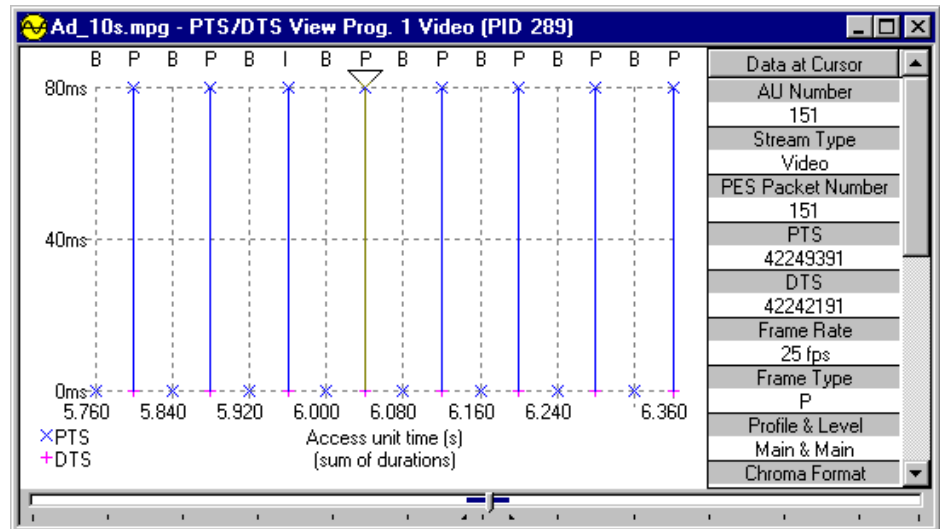 Ad_10s.mpg - PTS/DTS View Prog. 1 Video (PID 289)
B P B P B I B P B P B P B P B P
80ms
40ms
0ms
5.760 5.840 5.920 6.000 6.080 6.160 6.240 6.360
×PTS
+DTS
Access unit time (s)
(sum of durations)
Data at Cursor
AU Number
151
Stream Type
Video
PES Packet Number
151
PTS
42249391
DTS
42242191
Frame Rate
25 fps
Frame Type
P
Profile & Level
Main & Main
Chroma Format